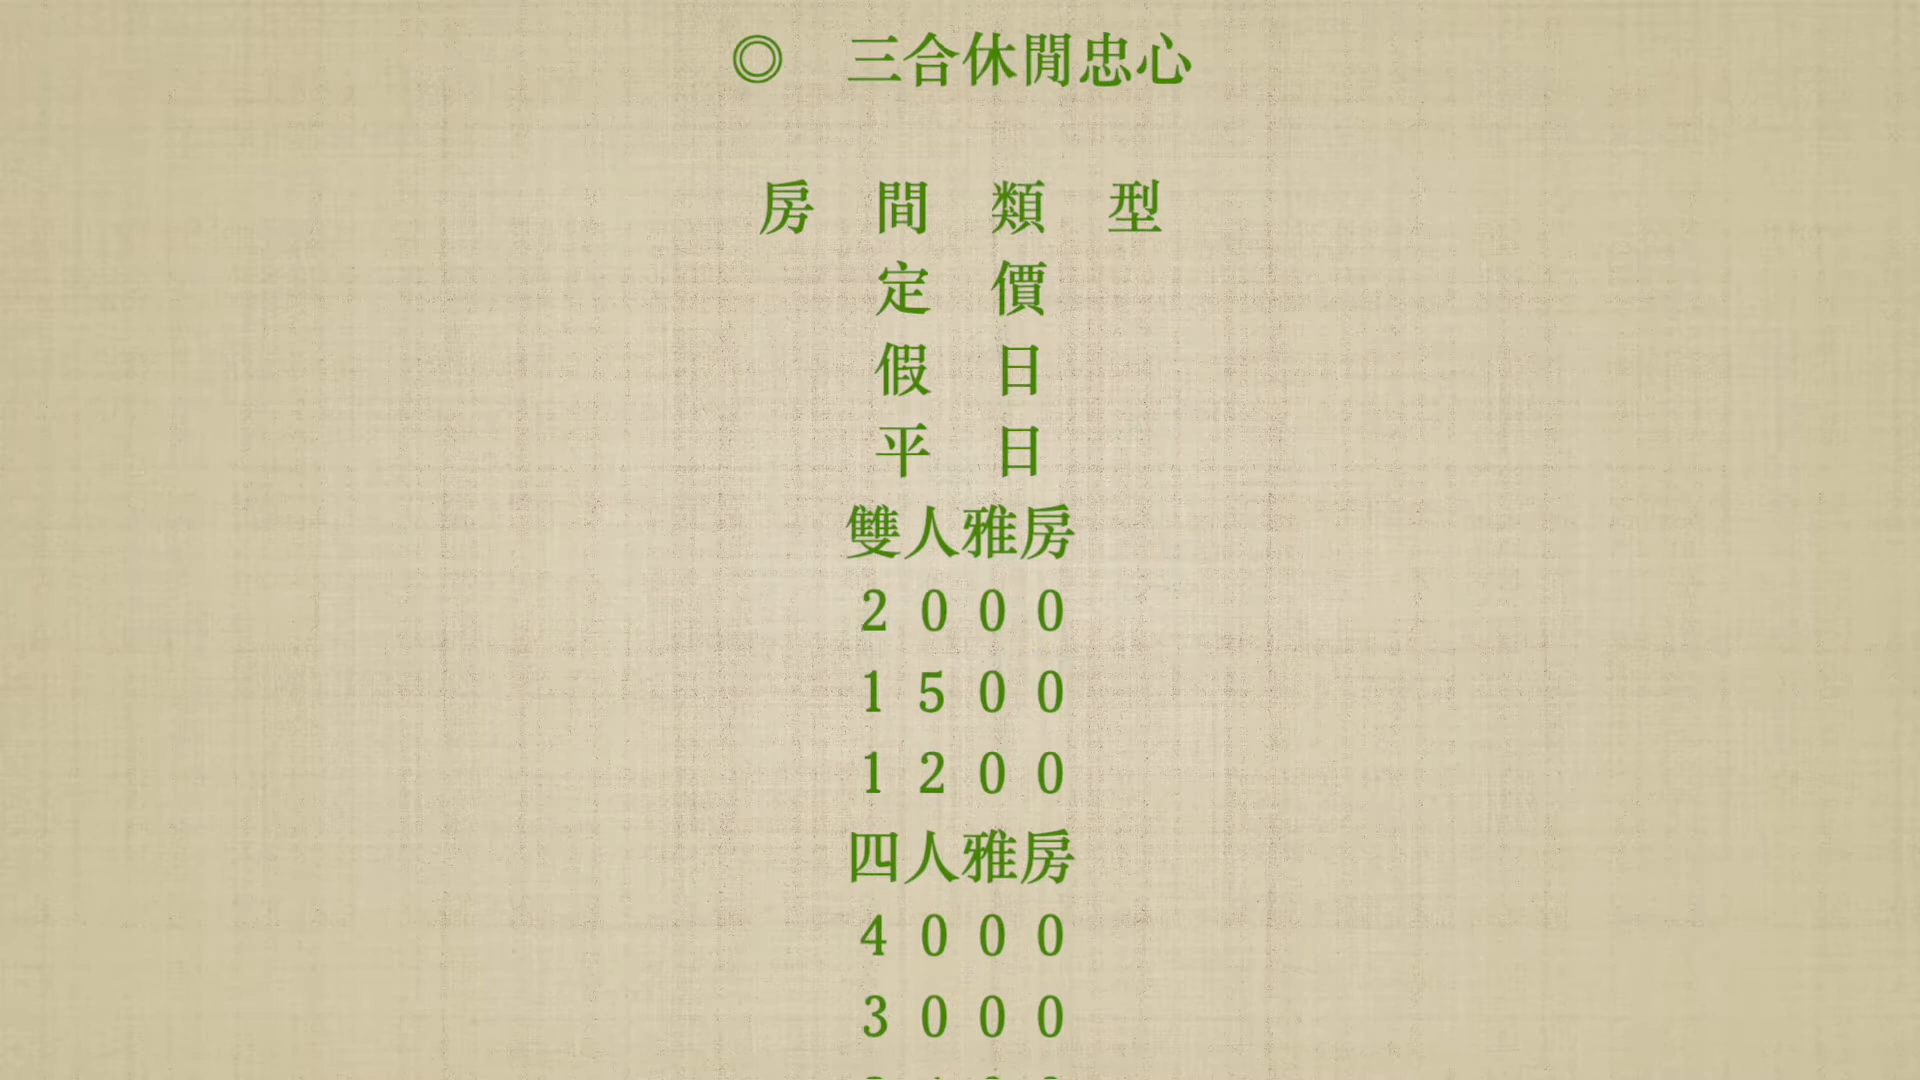 ◎　三合休閒忠心
房　間　類　型
定　價
假　日
平　日
雙人雅房
２０００
１５００
１２００
四人雅房
４０００
３０００